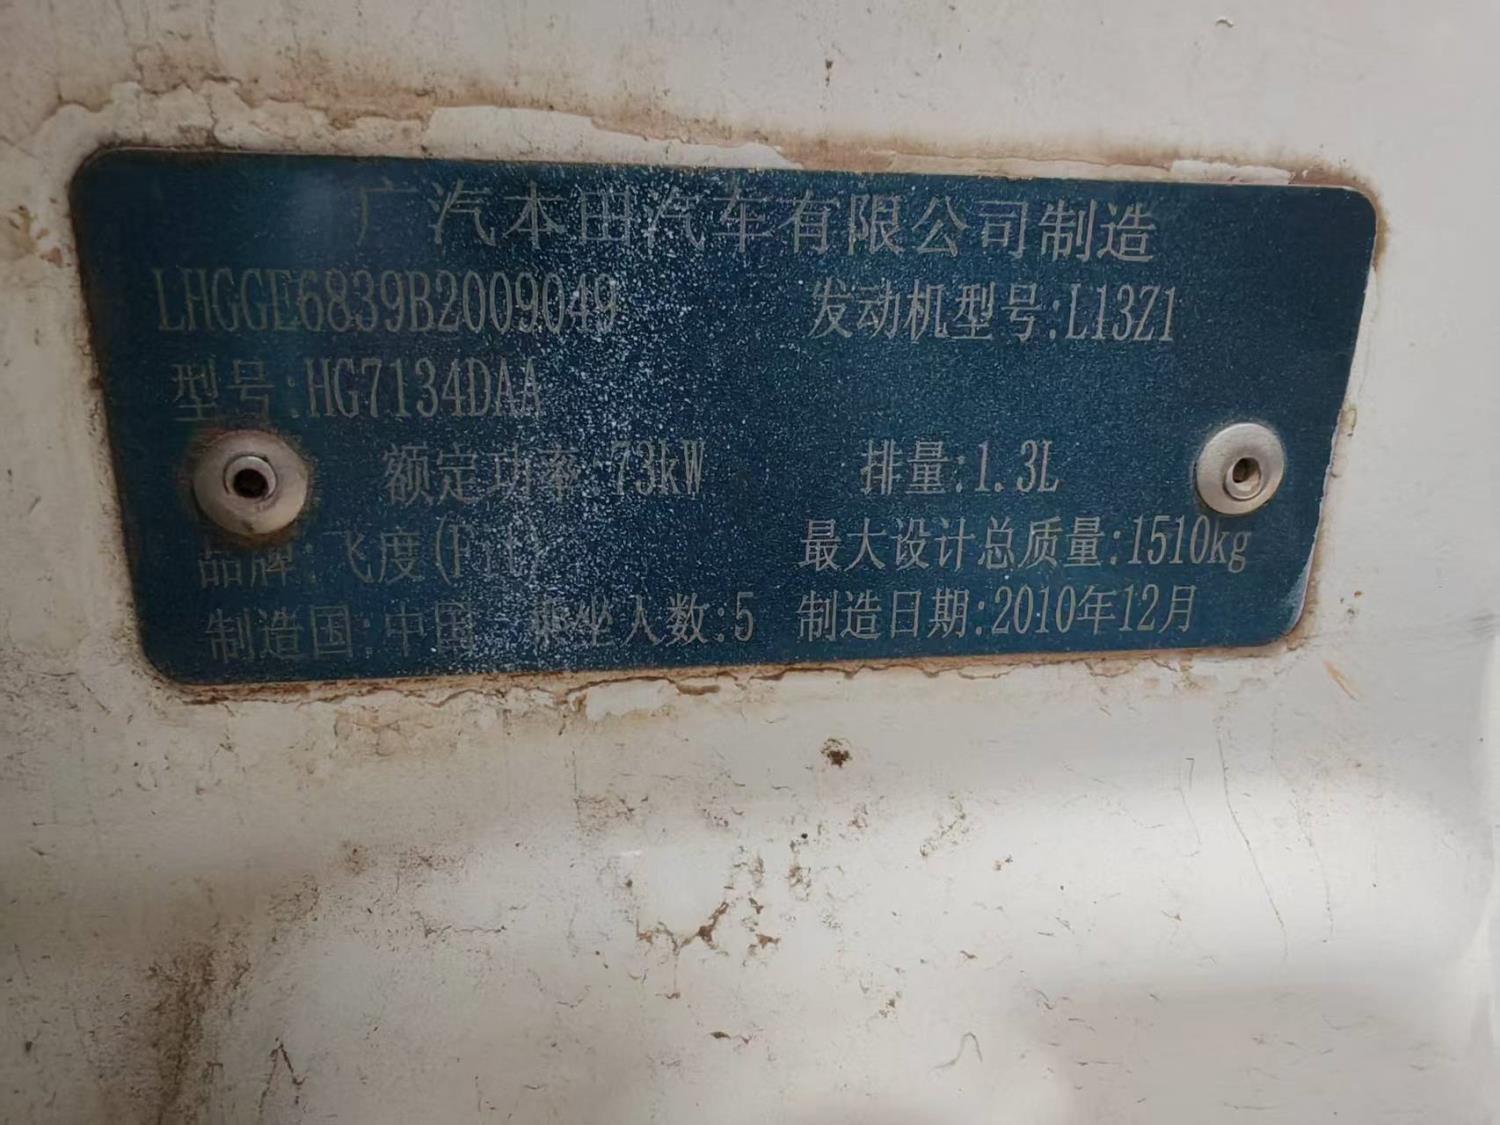 广汽本田汽车有限公司制造
LHGGE6839B2009049 发动机型号:L13Z1
型号:HG7134DAA
额定功率 73kW 排量:1.3L
品牌:飞度(Fit) 最大设计总质量:1510kg
制造国:中国 乘坐人数:5 制造日期:2010年12月